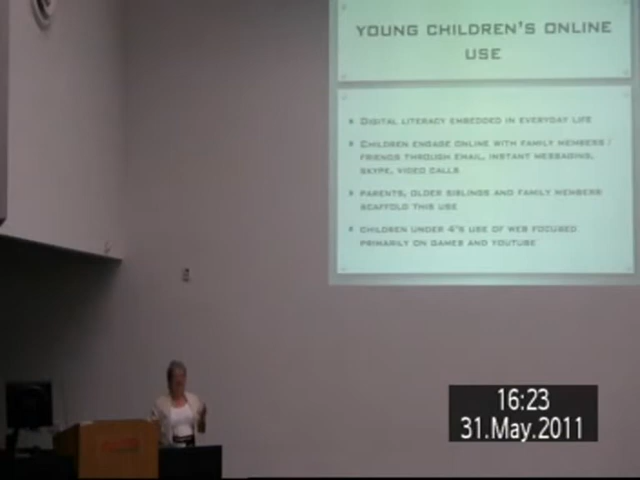 YOUNG CHILDREN'S ONLINE
USE
DIGITAL LITERACY EMBEDDED IN EVERYDAY LIFE
CHILDREN ENGAGE ONLINE WITH FAMILY MEMBERS /
FRIENDS THROUGH EMAIL, INSTANT MESSAGING,
SKYPE, VIDEO CALLS
PARENTS, OLDER SIBLINGS AND FAMILY MEMBERS
SCAFFOLD THIS USE
CHILDREN UNDER 4'S USE OF WEB FOCUSED
PRIMARILY ON GAMES AND YOUTUBE
16:23
31.May.2011